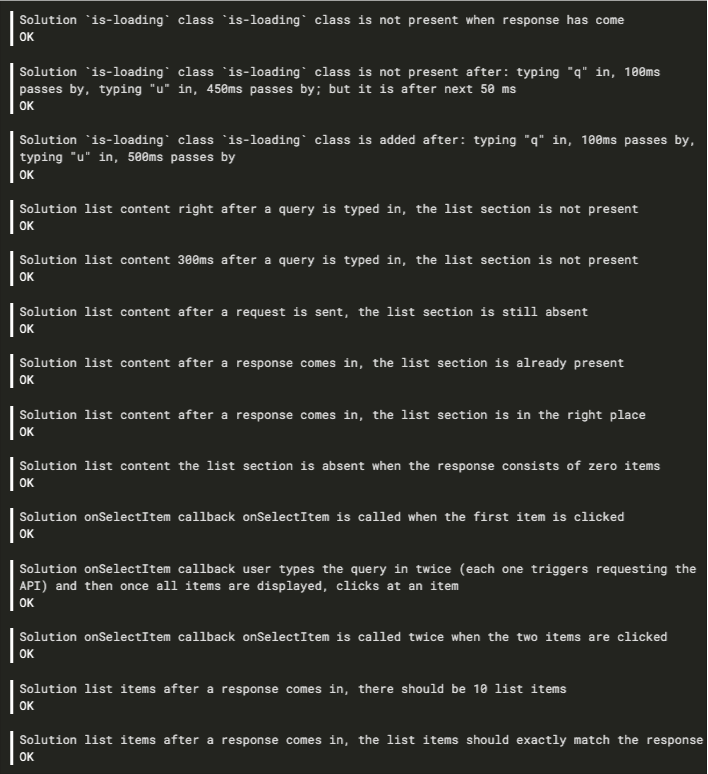 Solution `is-loading` class `is-loading` class is not present when response has come
OK
Solution `is-loading` class `is-loading` class is not present after: typing "q" in, 100ms
passes by, typing "u" in, 450ms passes by; but it is after next 50 ms
OK
Solution `is-loading` class `is-loading` class is added after: typing "q" in, 100ms passes by,
typing "u" in, 500ms passes by
OK
Solution list content right after a query is typed in, the list section is not present
OK
Solution list content 300ms after a query is typed in, the list section is not present
OK
Solution list content after a request is sent, the list section is still absent
OK
Solution list content after a response comes in, the list section is already present
OK
Solution list content after a response comes in, the list section is in the right place
OK
Solution list content the list section is absent when the response consists of zero items
OK
Solution onSelectItem callback onSelectItem is called when the first item is clicked
OK
Solution onSelectItem callback user types the query in twice (each one triggers requesting the
API) and then once all items are displayed, clicks at an item
OK
Solution onSelectItem callback onSelectItem is called twice when the two items are clicked
OK
Solution list items after a response comes in, there should be 10 list items
OK
Solution list items after a response comes in, the list items should exactly match the response
OK